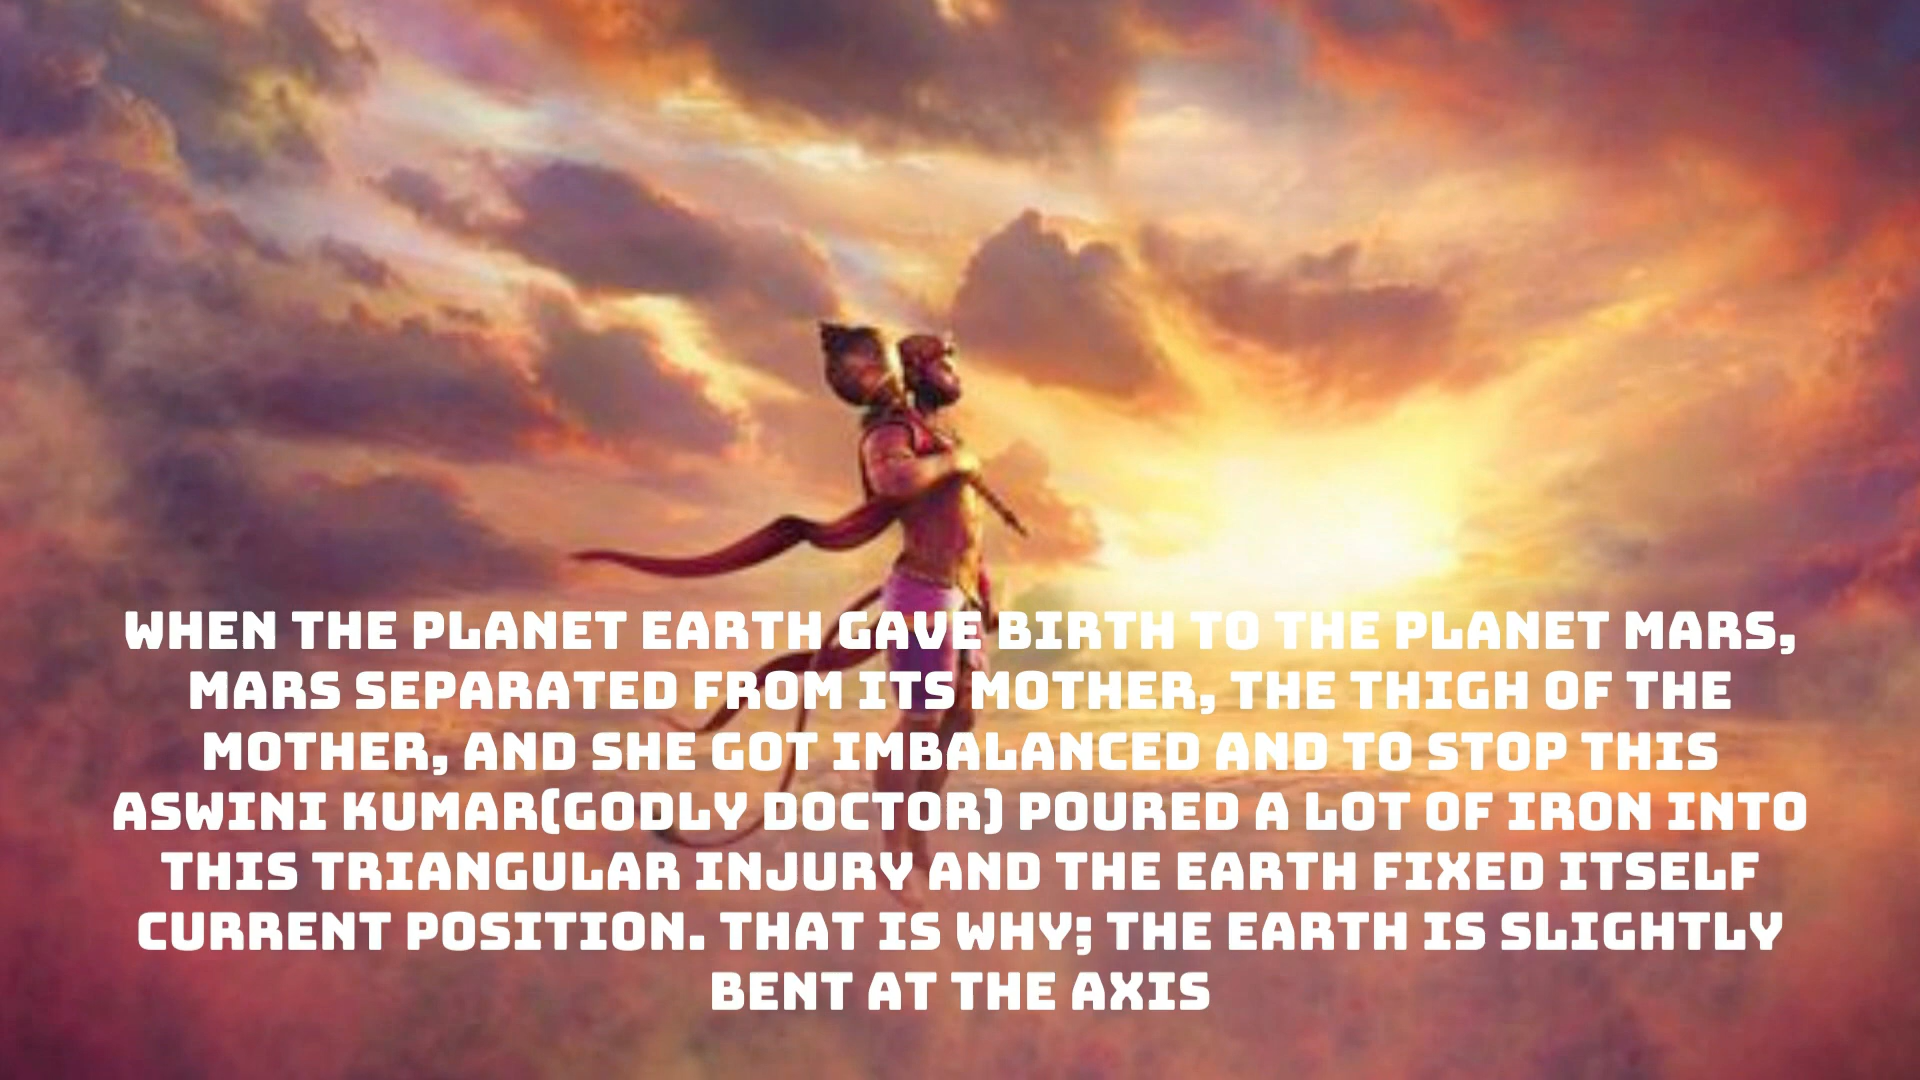 WHEN THE PLANET EARTH GAVE BIRTH TO THE PLANET MARS,
MARS SEPARATED FROM ITS MOTHER, THE THIGH OF THE
MOTHER, AND SHE GOT IMBALANCED AND TO STOP THIS
ASWINI KUMAR(GODLY DOCTOR) POURED A LOT OF IRON INTO
THIS TRIANGULAR INJURY AND THE EARTH FIXED ITSELF
CURRENT POSITION. THAT IS WHY; THE EARTH IS SLIGHTLY
BENT AT THE AXIS